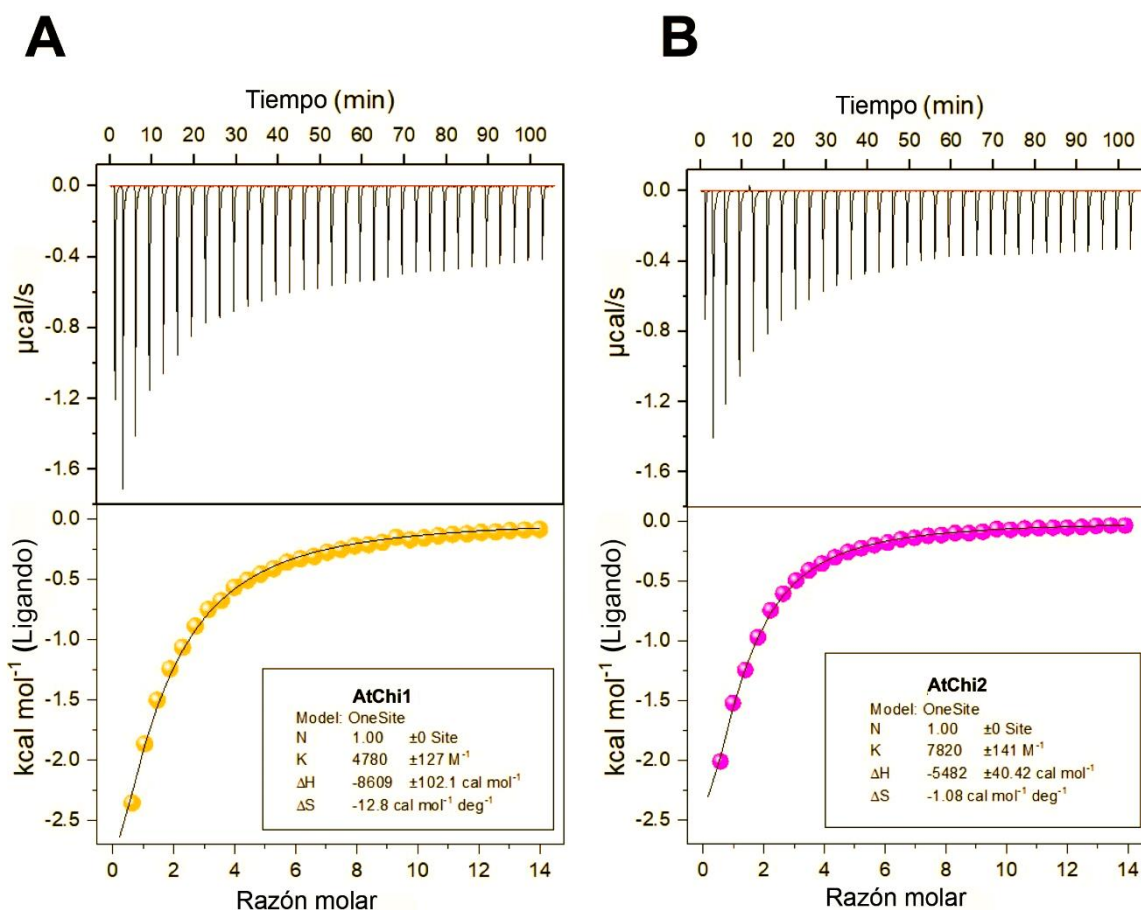 A
Tiempo (min)
0 10 20 30 40 50 60 70 80 90 100
0.0
-0.4
-0.8
-1.2
-1.6
µcal/s
0.0
-0.5
-1.0
-1.5
-2.0
-2.5
kcal mol⁻¹ (Ligando)
AtChi1
Model: OneSite
N 1.00 ±0 Site
K 4780 ±127 M⁻¹
ΔH -8609 ±102.1 cal mol⁻¹
ΔS -12.8 cal mol⁻¹ deg⁻¹
0 2 4 6 8 10 12 14
Razón molar
B
Tiempo (min)
0 10 20 30 40 50 60 70 80 90 100
0.0
-0.4
-0.8
-1.2
-1.6
µcal/s
0.0
-0.5
-1.0
-1.5
-2.0
-2.5
kcal mol⁻¹ (Ligando)
AtChi2
Model: OneSite
N 1.00 ±0 Site
K 7820 ±141 M⁻¹
ΔH -5482 ±40.42 cal mol⁻¹
ΔS -1.08 cal mol⁻¹ deg⁻¹
0 2 4 6 8 10 12 14
Razón molar